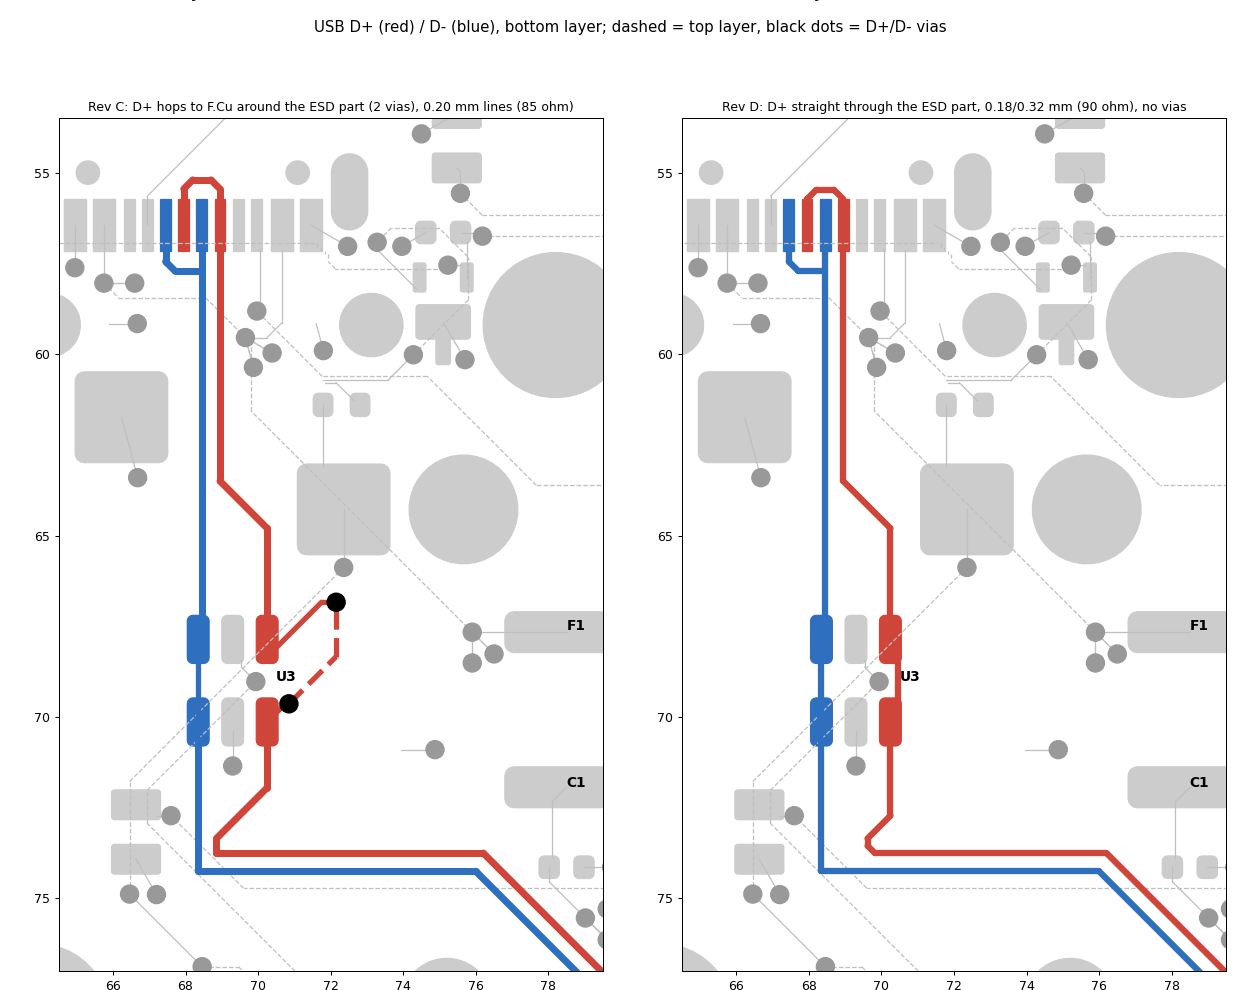 USB D+ (red) / D- (blue), bottom layer; dashed = top layer, black dots = D+/D- vias
Rev C: D+ hops to F.Cu around the ESD part (2 vias), 0.20 mm lines (85 ohm)
Rev D: D+ straight through the ESD part, 0.18/0.32 mm (90 ohm), no vias
55
60
65
70
75
F1
U3
C1
66 68 70 72 74 76 78
55
60
65
70
75
F1
U3
C1
66 68 70 72 74 76 78